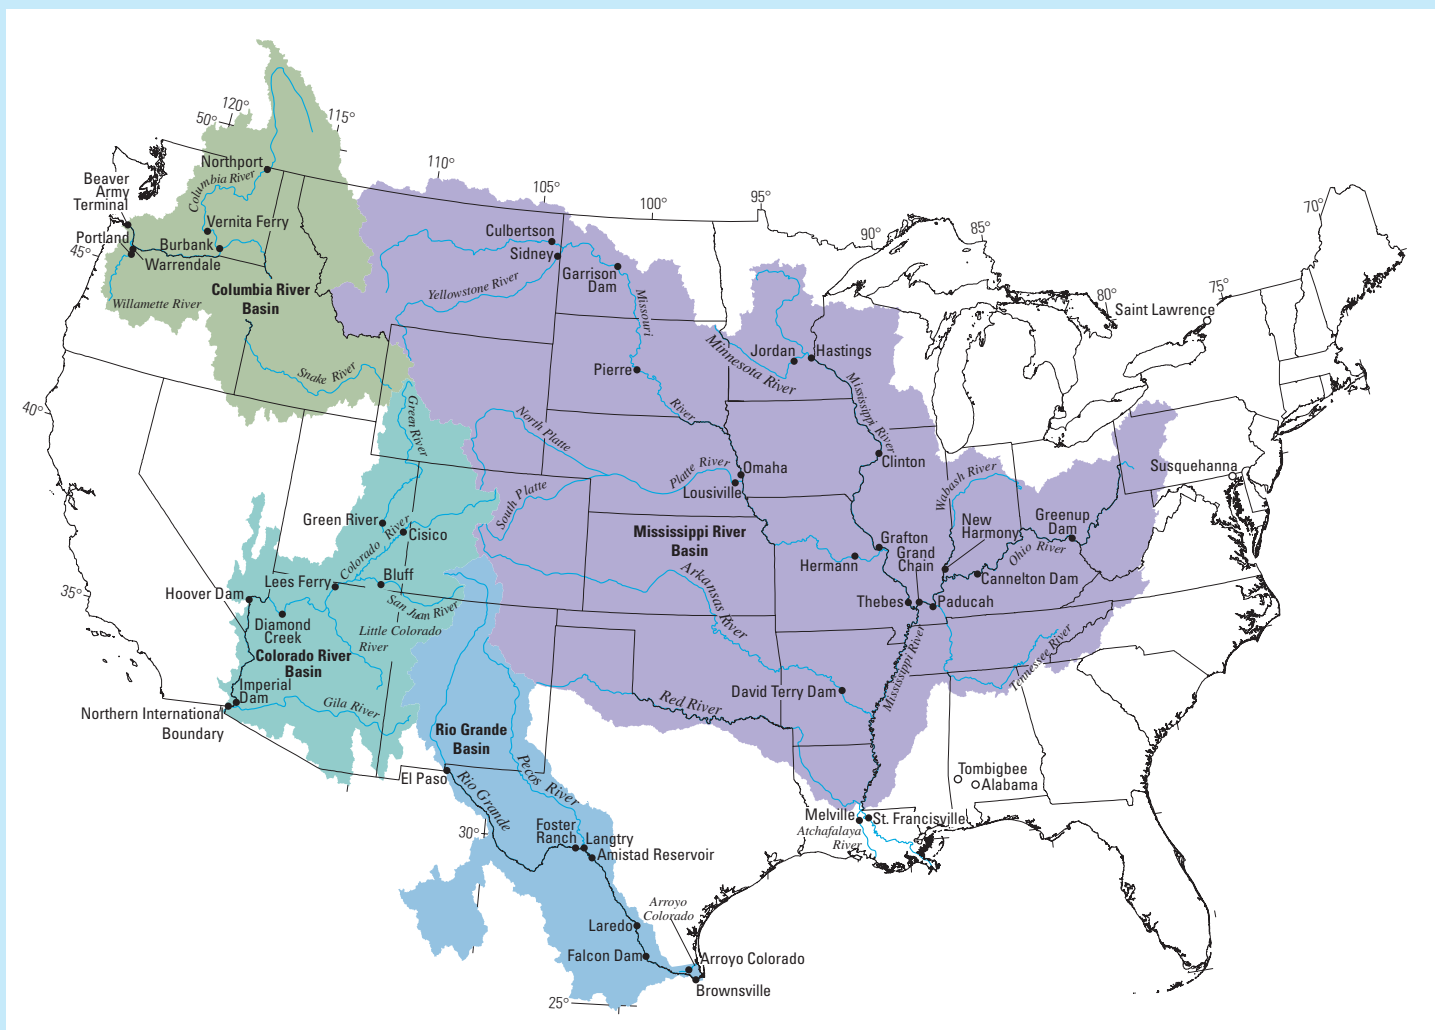 120°
50°
115°
Northport
Columbia River
110°
105°
100°
95°
90°
85°
80°
75°
70°
Beaver
Army
Terminal
Vernita Ferry
Portland
45°
Burbank
Warrendale
Willamette River
Columbia River
Basin
Snake River
Culbertson
Sidney
Garrison
Dam
Yellowstone River
Missouri
River
Pierre
Minnesota River
Jordan
Hastings
Mississippi River
Saint Lawrence
40°
Green River
North Platte
Platte River
South Platte
Omaha
Lousiville
Clinton
Wabash River
Susquehanna
Green River
Colorado River
Cisico
Mississippi River
Basin
Grafton
Grand
Chain
New
Harmony
Greenup
Dam
Ohio River
Hermann
Cannelton Dam
35°
Lees Ferry
Bluff
San Juan River
Hoover Dam
Diamond
Creek
Little Colorado
River
Colorado River
Basin
Arkansas River
Thebes
Paducah
Mississippi River
Tennessee River
Imperial
Dam
Gila River
Northern International
Boundary
David Terry Dam
Red River
Rio Grande
Basin
El Paso
Rio Grande
Pecos River
Tombigbee
Alabama
30°
Foster
Ranch
Langtry
Amistad Reservoir
Melville
St. Francisville
Atchafalaya
River
Arroyo
Colorado
Laredo
Falcon Dam
Arroyo Colorado
Brownsville
25°